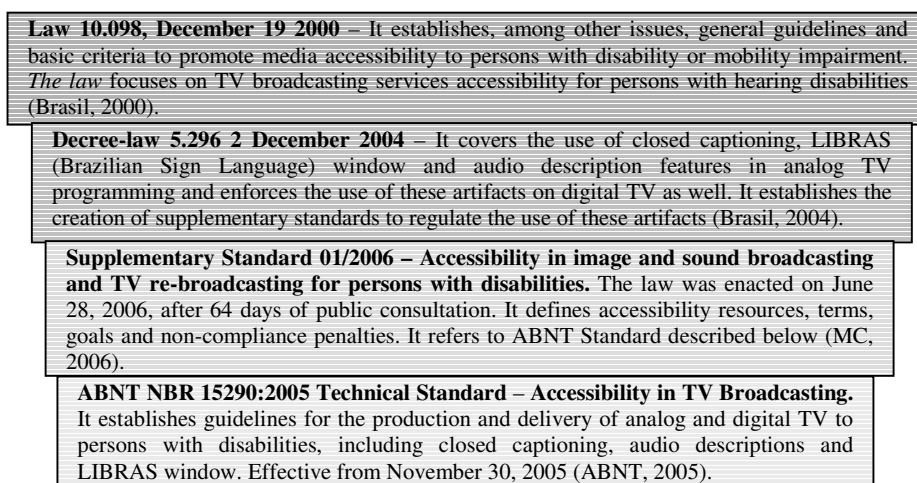 Law 10.098, December 19 2000 – It establishes, among other issues, general guidelines and
basic criteria to promote media accessibility to persons with disability or mobility impairment.
The law focuses on TV broadcasting services accessibility for persons with hearing disabilities
(Brasil, 2000).
Decree-law 5.296 2 December 2004 – It covers the use of closed captioning, LIBRAS
(Brazilian Sign Language) window and audio description features in analog TV
programming and enforces the use of these artifacts on digital TV as well. It establishes the
creation of supplementary standards to regulate the use of these artifacts (Brasil, 2004).
Supplementary Standard 01/2006 – Accessibility in image and sound broadcasting
and TV re-broadcasting for persons with disabilities. The law was enacted on June
28, 2006, after 64 days of public consultation. It defines accessibility resources, terms,
goals and non-compliance penalties. It refers to ABNT Standard described below (MC,
2006).
ABNT NBR 15290:2005 Technical Standard – Accessibility in TV Broadcasting.
It establishes guidelines for the production and delivery of analog and digital TV to
persons with disabilities, including closed captioning, audio descriptions and
LIBRAS window. Effective from November 30, 2005 (ABNT, 2005).